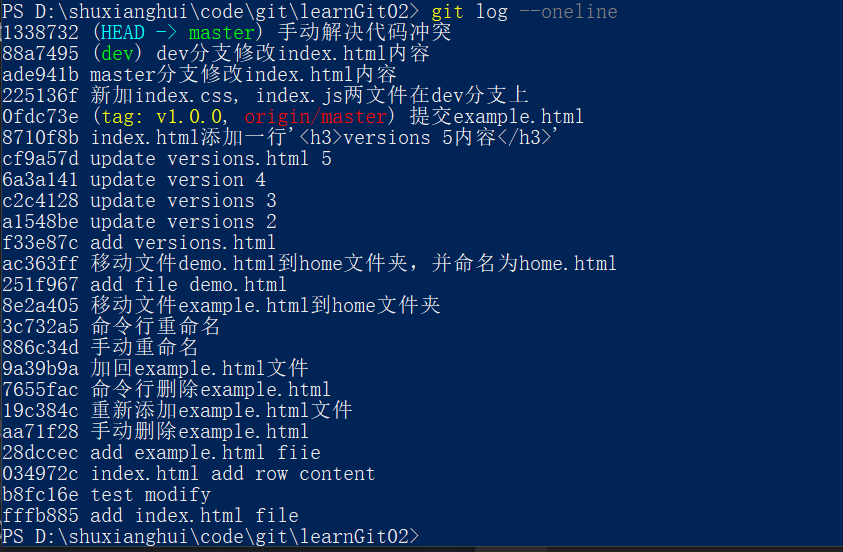 PS D:\shuxianghui\code\git\learnGit02> git log --oneline
1338732 (HEAD -> master) 手动解决代码冲突
88a7495 (dev) dev分支修改index.html内容
ade941b master分支修改index.html内容
225136f 新加index.css, index.js两文件在dev分支上
0fdc73e (tag: v1.0.0, origin/master) 提交example.html
8710f8b index.html添加一行'<h3>versions 5内容</h3>'
cf9a57d update versions.html 5
6a3a141 update version 4
c2c4128 update versions 3
a1548be update versions 2
f33e87c add versions.html
ac363ff 移动文件demo.html到home文件夹，并命名为home.html
251f967 add file demo.html
8e2a405 移动文件example.html到home文件夹
3c732a5 命令行重命名
886c34d 手动重命名
9a39b9a 加回example.html文件
7655fac 命令行删除example.html
19c384c 重新添加example.html文件
aa71f28 手动删除example.html
28dccec add example.html fiie
034972c index.html add row content
b8fc16e test modify
fffb885 add index.html file
PS D:\shuxianghui\code\git\learnGit02>